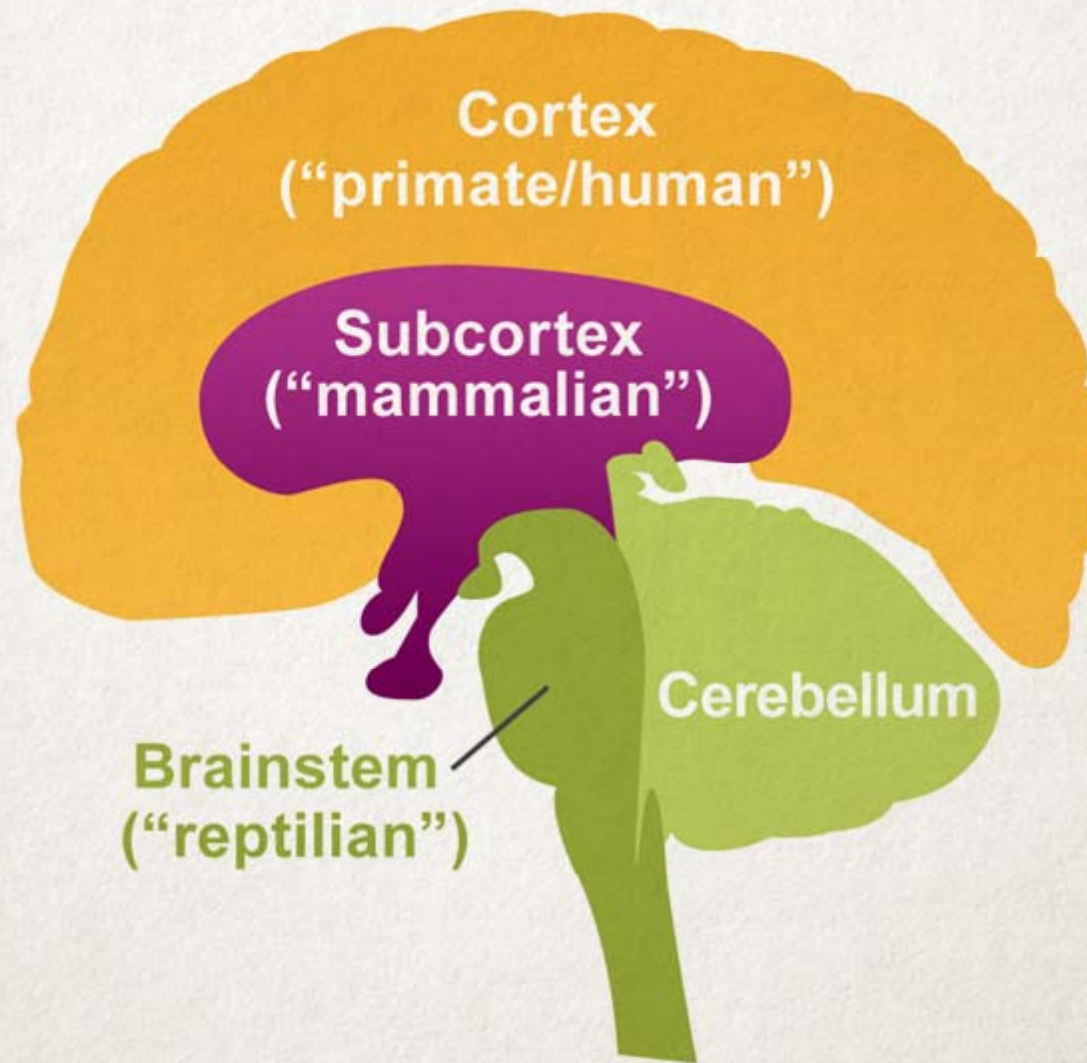 Cortex
(“primate/human”)
Subcortex
(“mammalian”)
Cerebellum
Brainstem
(“reptilian”)